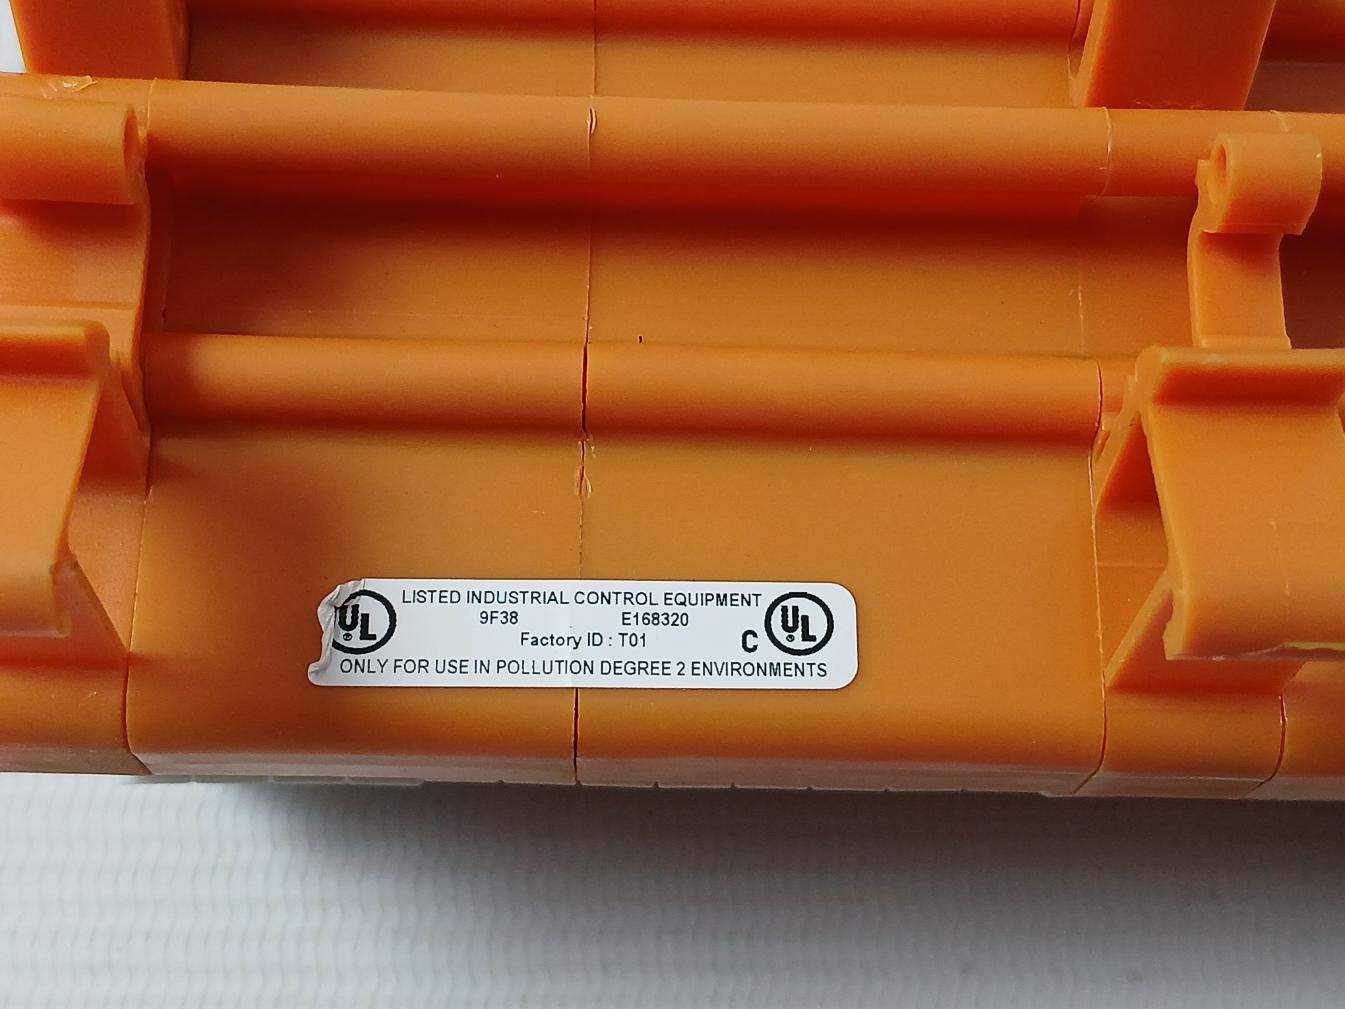 UL LISTED INDUSTRIAL CONTROL EQUIPMENT
9F38 E168320
Factory ID : T01 C UL
ONLY FOR USE IN POLLUTION DEGREE 2 ENVIRONMENTS